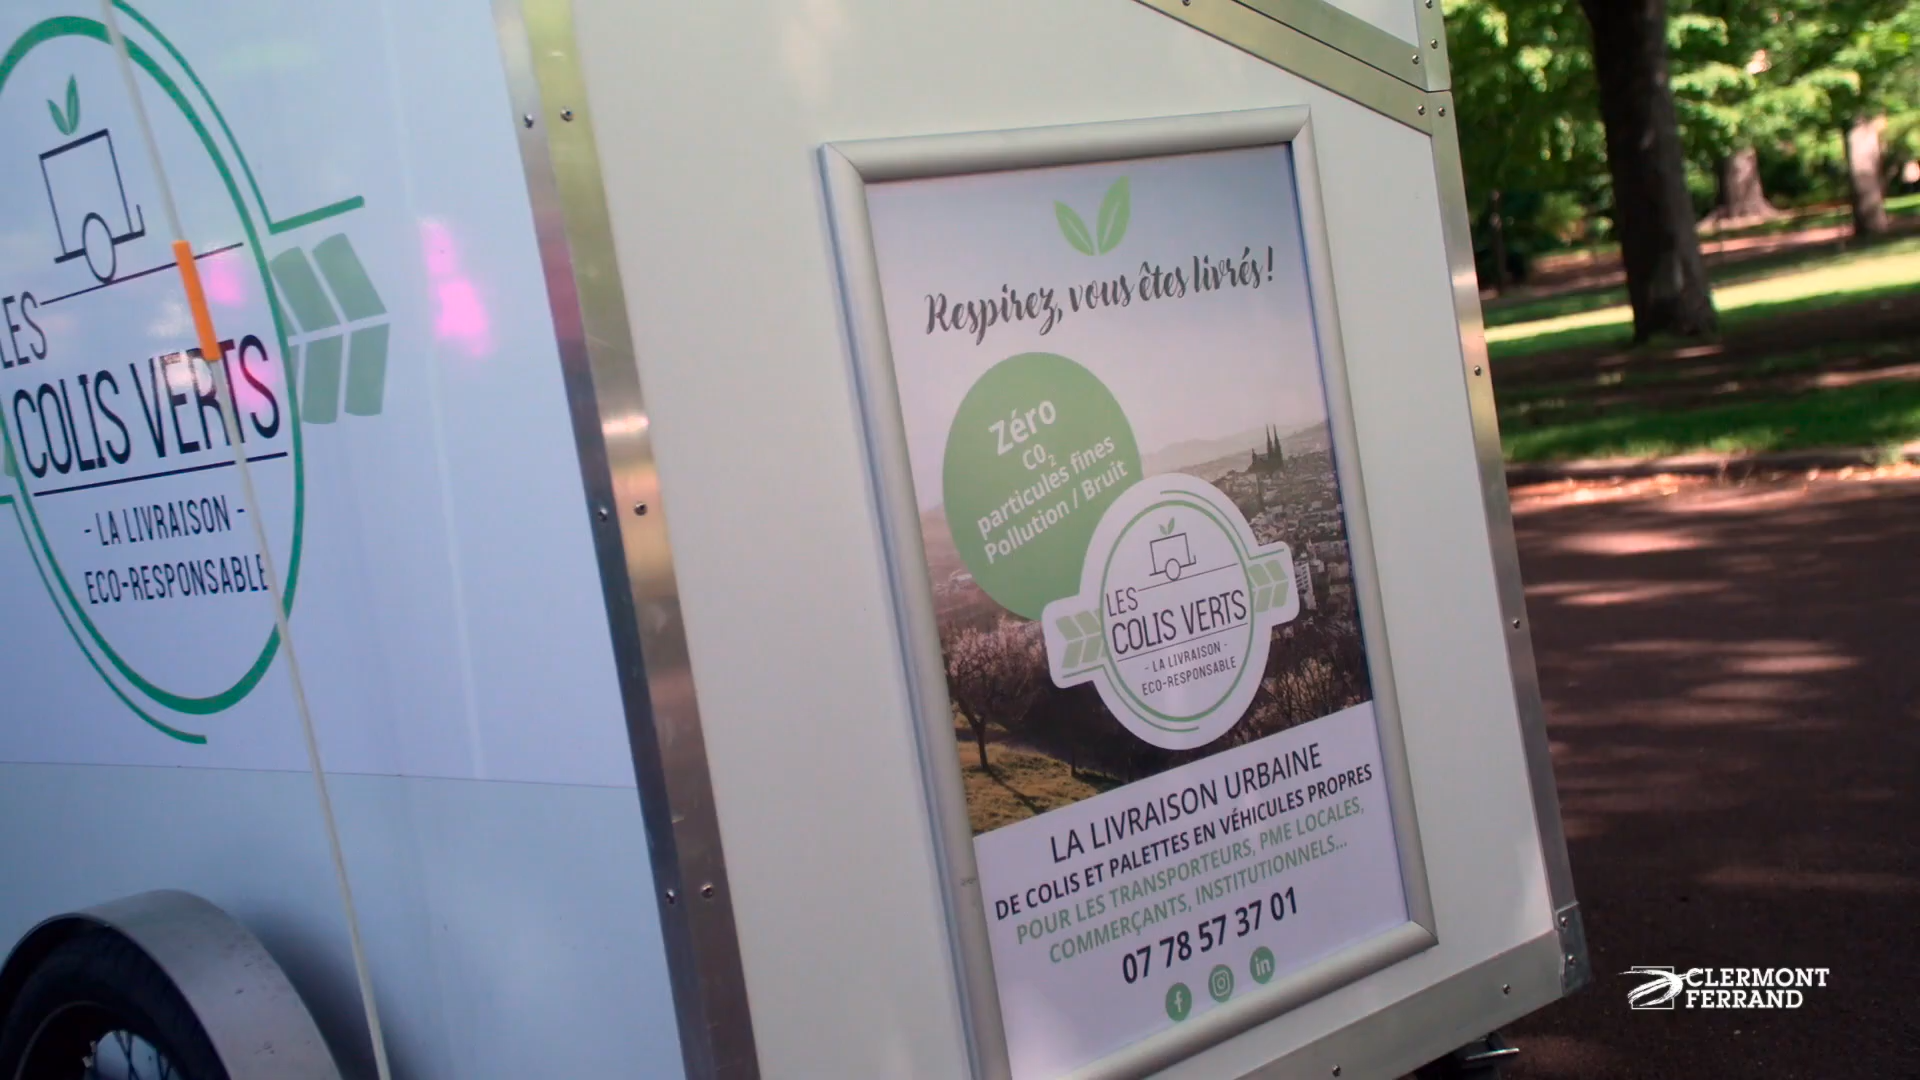 LES
COLIS VERTS
- LA LIVRAISON -
ECO-RESPONSABLE
Respirez, vous êtes livrés !
Zéro
CO₂
particules fines
Pollution / Bruit
LES
COLIS VERTS
- LA LIVRAISON -
ECO-RESPONSABLE
LA LIVRAISON URBAINE
DE COLIS ET PALETTES EN VÉHICULES PROPRES
POUR LES TRANSPORTEURS, PME LOCALES,
COMMERÇANTS, INSTITUTIONNELS...
07 78 57 37 01
f in
CLERMONT
FERRAND